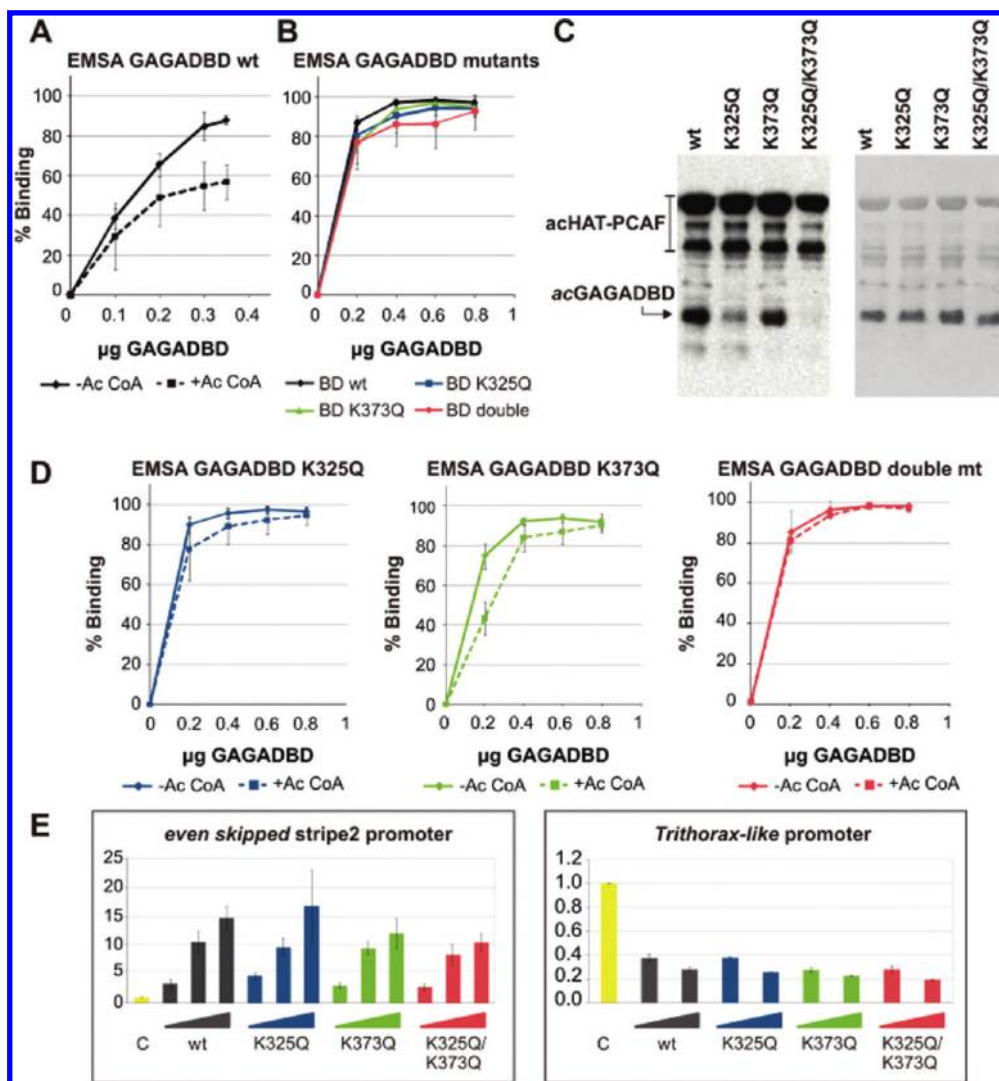 A
EMSA GAGADBD wt
100
80
60
40
20
0
% Binding
0 0.1 0.2 0.3 0.4
µg GAGADBD
-Ac CoA +Ac CoA
B
EMSA GAGADBD mutants
100
80
60
40
20
0
0 0.2 0.4 0.6 0.8 1
µg GAGADBD
BD wt BD K325Q
BD K373Q BD double
C
wt K325Q K373Q K325Q/K373Q
wt K325Q K373Q K325Q/K373Q
acHAT-PCAF
acGAGADBD
D
EMSA GAGADBD K325Q
100
80
60
40
20
0
% Binding
0 0.2 0.4 0.6 0.8 1
µg GAGADBD
-Ac CoA +Ac CoA
EMSA GAGADBD K373Q
100
80
60
40
20
0
% Binding
0 0.2 0.4 0.6 0.8 1
µg GAGADBD
-Ac CoA +Ac CoA
EMSA GAGADBD double mt
100
80
60
40
20
0
% Binding
0 0.2 0.4 0.6 0.8 1
µg GAGADBD
-Ac CoA +Ac CoA
E
even skipped stripe2 promoter
25
20
15
10
5
0
C wt K325Q K373Q K325Q/
K373Q
Trithorax-like promoter
1.2
1.0
0.8
0.6
0.4
0.2
0.0
C wt K325Q K373Q K325Q/
K373Q